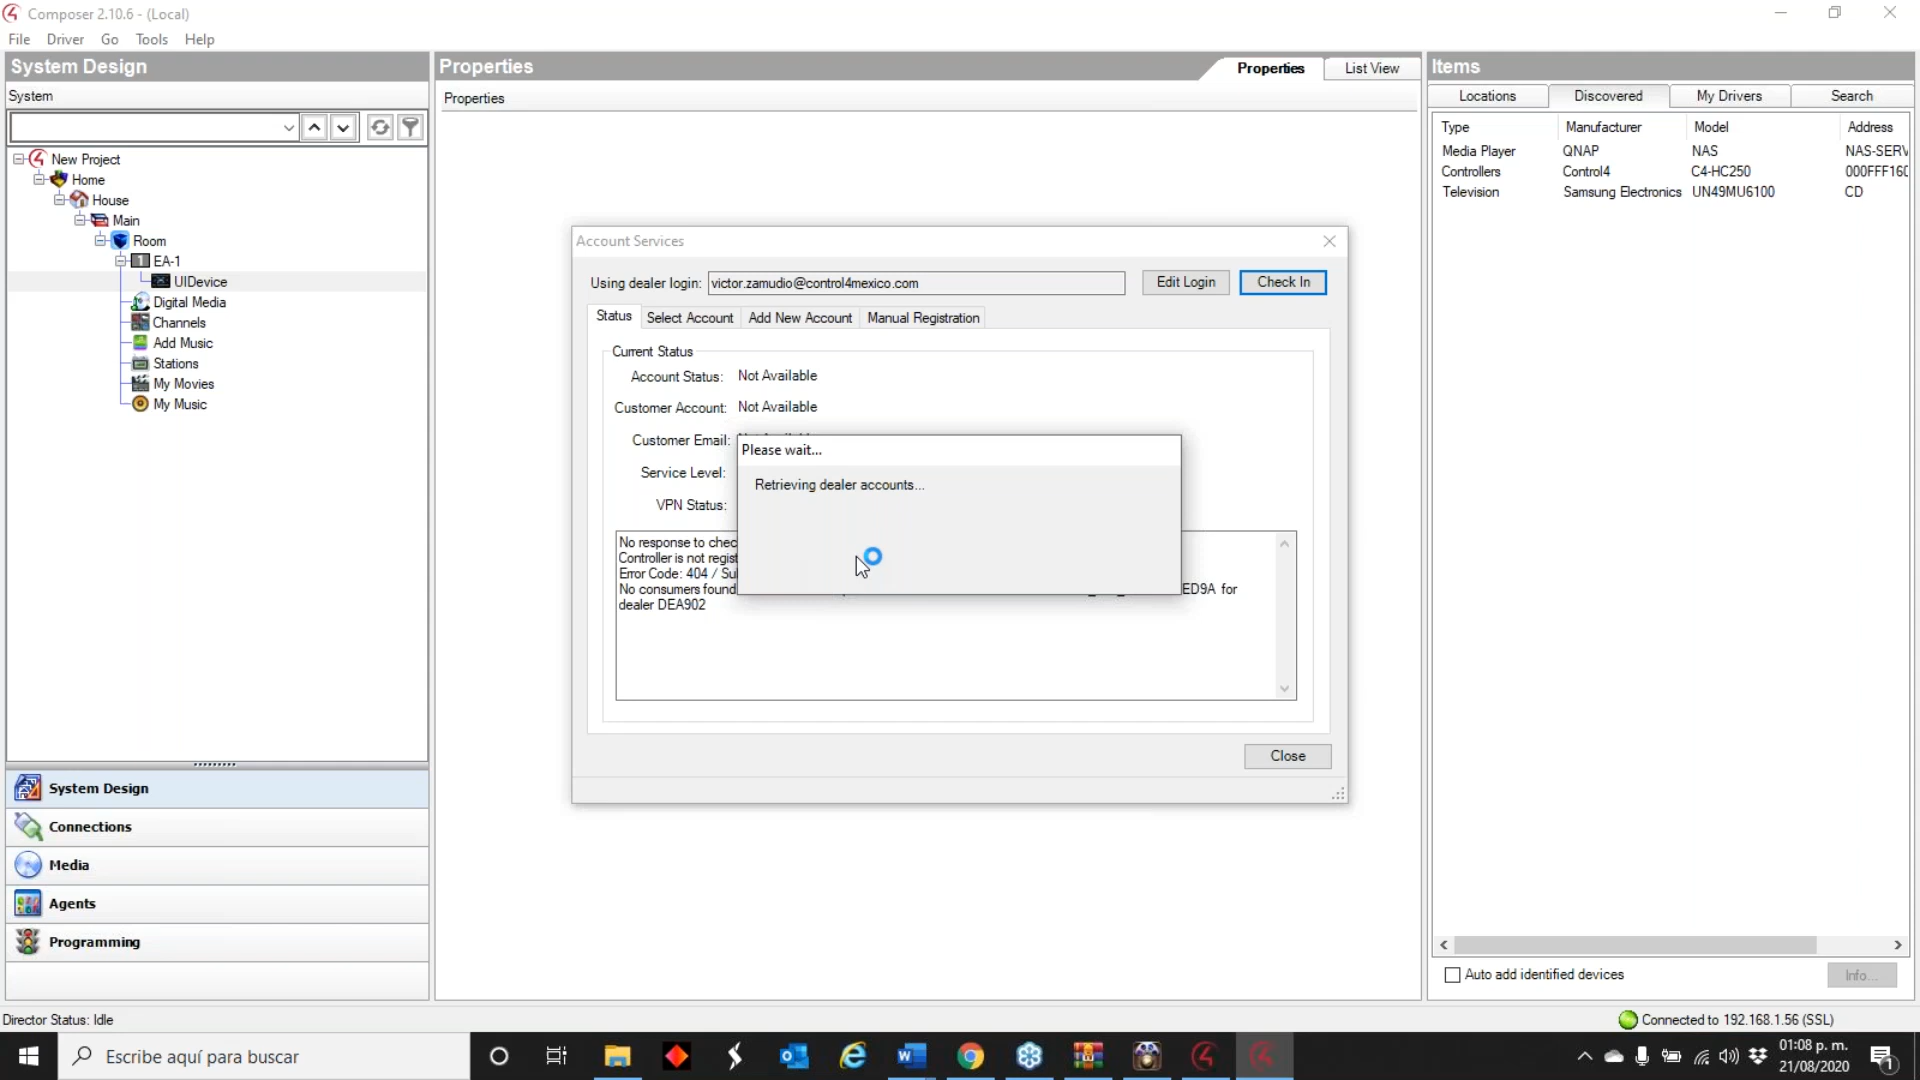 Composer 2.10.6 - (Local)
File Driver Go Tools Help
System Design
System
New Project
Home
House
Main
Room
EA-1
UIDevice
Digital Media
Channels
Add Music
Stations
My Movies
My Music
System Design
Connections
Media
Agents
Programming
Properties
Properties List View
Properties
Account Services
Using dealer login: victor.zamudio@control4mexico.com Edit Login Check In
Status Select Account Add New Account Manual Registration
Current Status
Account Status: Not Available
Customer Account: Not Available
Customer Email:
Service Level:
VPN Status:
Please wait...
Retrieving dealer accounts...
No response to chec
Controller is not regist
Error Code: 404 / Su
No consumers found ED9A for
dealer DEA902
Close
Items
Locations Discovered My Drivers Search
Type Manufacturer Model Address
Media Player QNAP NAS NAS-SERV
Controllers Control4 C4-HC250 000FFF160
Television Samsung Electronics UN49MU6100 CD
Auto add identified devices Info...
Director Status: Idle
Connected to 192.168.1.56 (SSL)
Escribe aquí para buscar
01:08 p. m.
21/08/2020
1